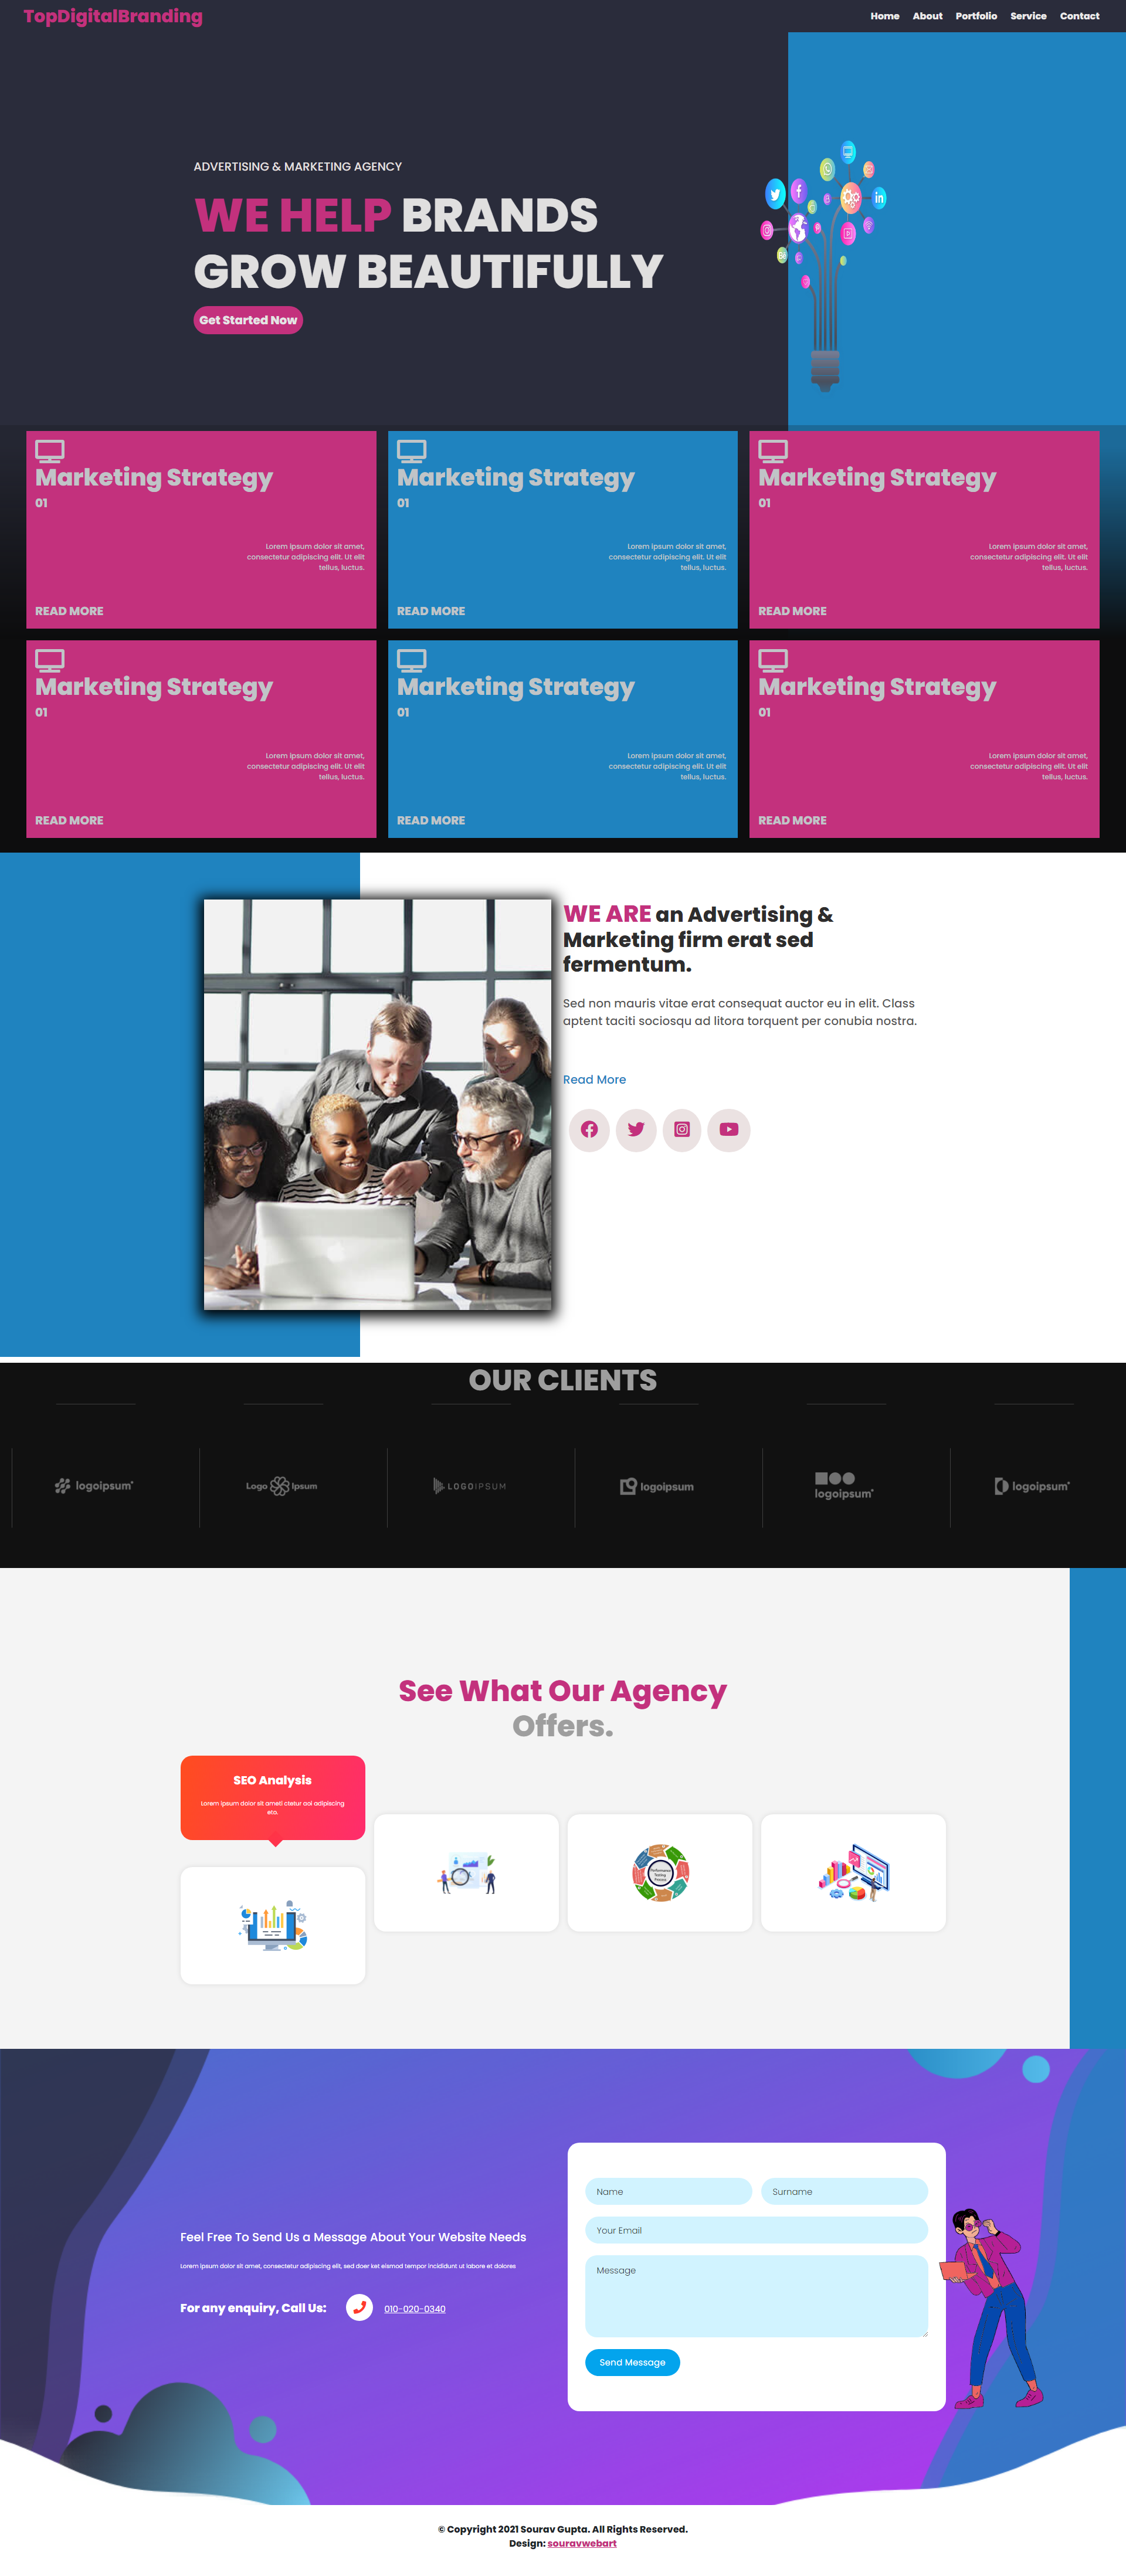 TopDigitalBranding
Home About Portfolio Service Contact
ADVERTISING & MARKETING AGENCY
WE HELP BRANDS
GROW BEAUTIFULLY
Get Started Now
Marketing Strategy
01
Lorem ipsum dolor sit amet,
consectetur adipiscing elit. Ut elit
tellus, luctus.
READ MORE
Marketing Strategy
01
Lorem ipsum dolor sit amet,
consectetur adipiscing elit. Ut elit
tellus, luctus.
READ MORE
Marketing Strategy
01
Lorem ipsum dolor sit amet,
consectetur adipiscing elit. Ut elit
tellus, luctus.
READ MORE
Marketing Strategy
01
Lorem ipsum dolor sit amet,
consectetur adipiscing elit. Ut elit
tellus, luctus.
READ MORE
Marketing Strategy
01
Lorem ipsum dolor sit amet,
consectetur adipiscing elit. Ut elit
tellus, luctus.
READ MORE
Marketing Strategy
01
Lorem ipsum dolor sit amet,
consectetur adipiscing elit. Ut elit
tellus, luctus.
READ MORE
WE ARE an Advertising &
Marketing firm erat sed
fermentum.
Sed non mauris vitae erat consequat auctor eu in elit. Class
aptent taciti sociosqu ad litora torquent per conubia nostra.
Read More
OUR CLIENTS
logoipsum
Logo Ipsum
LOGOIPSUM
logoipsum
logoipsum
logoipsum
See What Our Agency
Offers.
SEO Analysis
Lorem ipsum dolor sit ameti ctetur aoi adipiscing
eto.
Feel Free To Send Us a Message About Your Website Needs
Lorem ipsum dolor sit amet, consectetur adipiscing elit, sed doer ket eismod tempor incididunt ut labore et dolores
For any enquiry, Call Us:
010-020-0340
Name
Surname
Your Email
Message
Send Message
© Copyright 2021 Sourav Gupta. All Rights Reserved.
Design: souravwebart